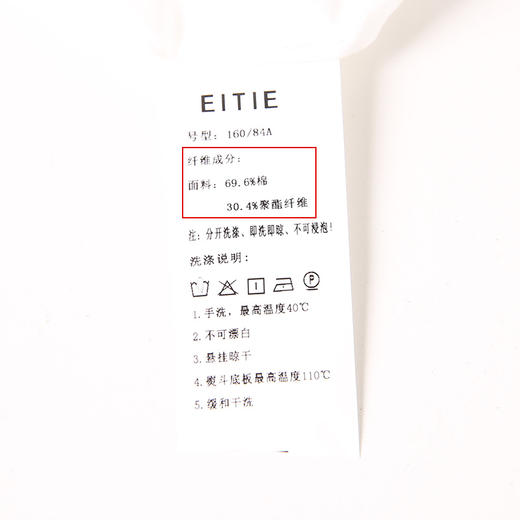 EITIE
号型: 160/84A
纤维成分:
面料: 69.6%棉
30.4%聚酯纤维
注: 分开洗涤、即洗即晾、不可浸泡!
洗涤说明:
P
1.手洗，最高温度40℃
2.不可漂白
3.悬挂晾干
4.熨斗底板最高温度110℃
5.缓和干洗